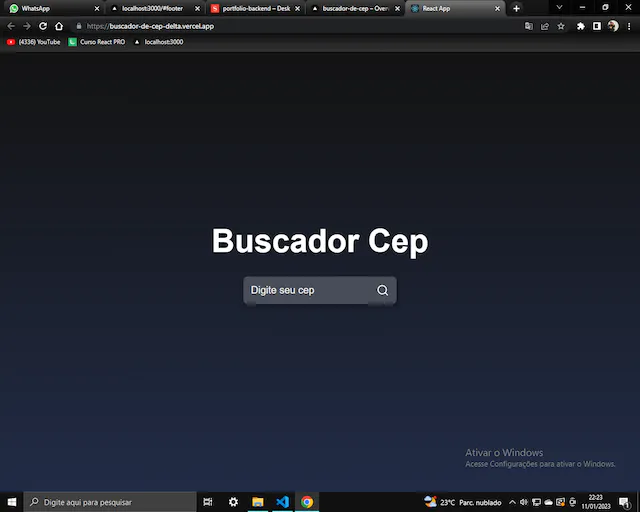 WhatsApp
localhost:3000/#footer
portfolio-backend – Desk
buscador-de-cep – Over
React App
https://buscador-de-cep-delta.vercel.app
(4336) YouTube
Curso React PRO
localhost:3000
Buscador Cep
Digite seu cep
Ativar o Windows
Acesse Configurações para ativar o Windows.
Digite aqui para pesquisar
23°C Parc. nublado
22:23
11/01/2023